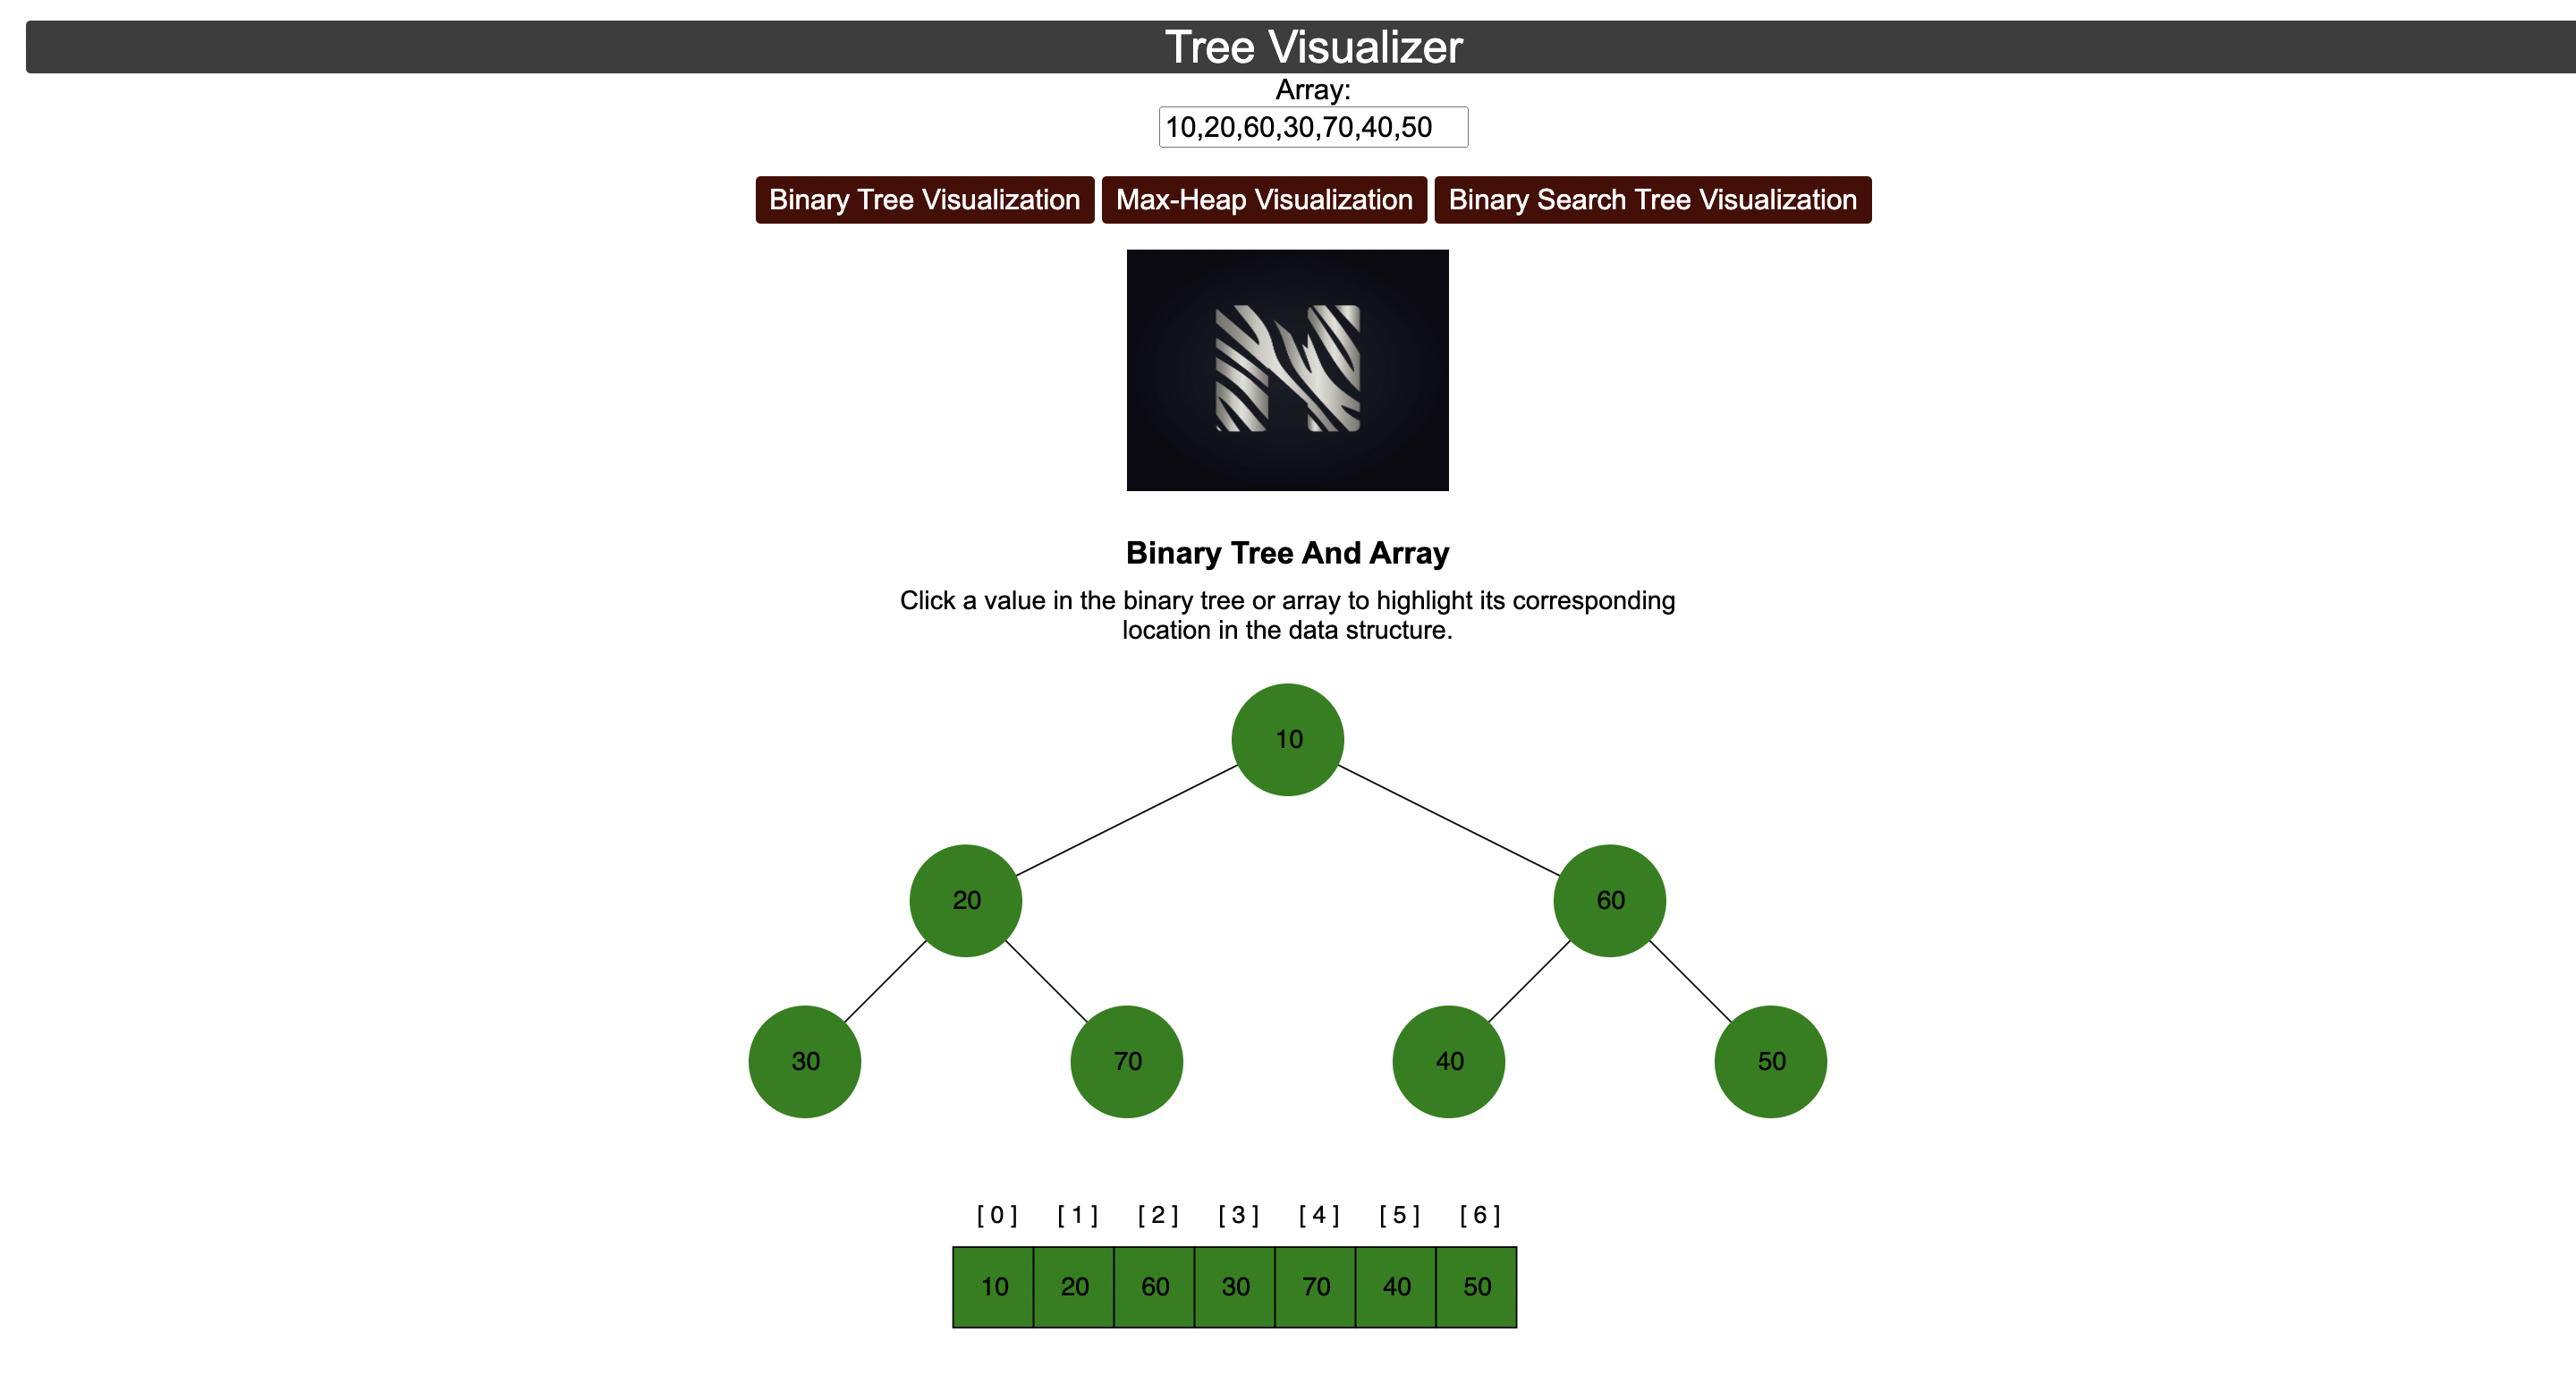 Tree Visualizer
Array:
10,20,60,30,70,40,50
Binary Tree Visualization Max-Heap Visualization Binary Search Tree Visualization
N
Binary Tree And Array
Click a value in the binary tree or array to highlight its corresponding
location in the data structure.
10
20 60
30 70 40 50
[ 0 ] [ 1 ] [ 2 ] [ 3 ] [ 4 ] [ 5 ] [ 6 ]
10 20 60 30 70 40 50